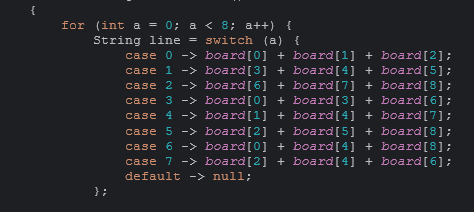 {
for (int a = 0; a < 8; a++) {
String line = switch (a) {
case 0 -> board[0] + board[1] + board[2];
case 1 -> board[3] + board[4] + board[5];
case 2 -> board[6] + board[7] + board[8];
case 3 -> board[0] + board[3] + board[6];
case 4 -> board[1] + board[4] + board[7];
case 5 -> board[2] + board[5] + board[8];
case 6 -> board[0] + board[4] + board[8];
case 7 -> board[2] + board[4] + board[6];
default -> null;
};